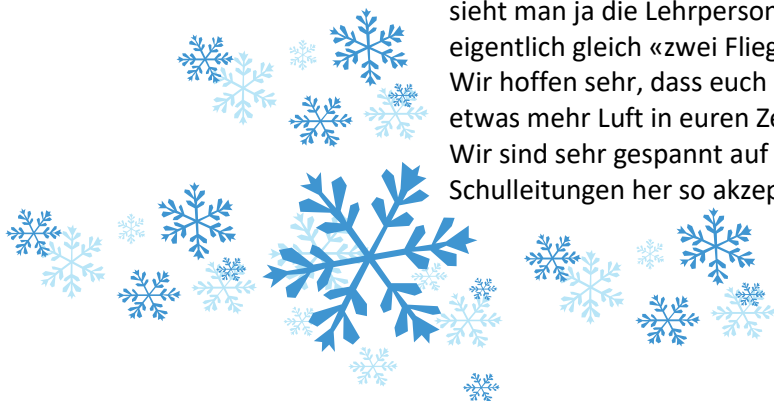 sieht man ja die Lehrperson
eigentlich gleich «zwei Flieg
Wir hoffen sehr, dass euch
etwas mehr Luft in euren Ze
Wir sind sehr gespannt auf
Schulleitungen her so akzep